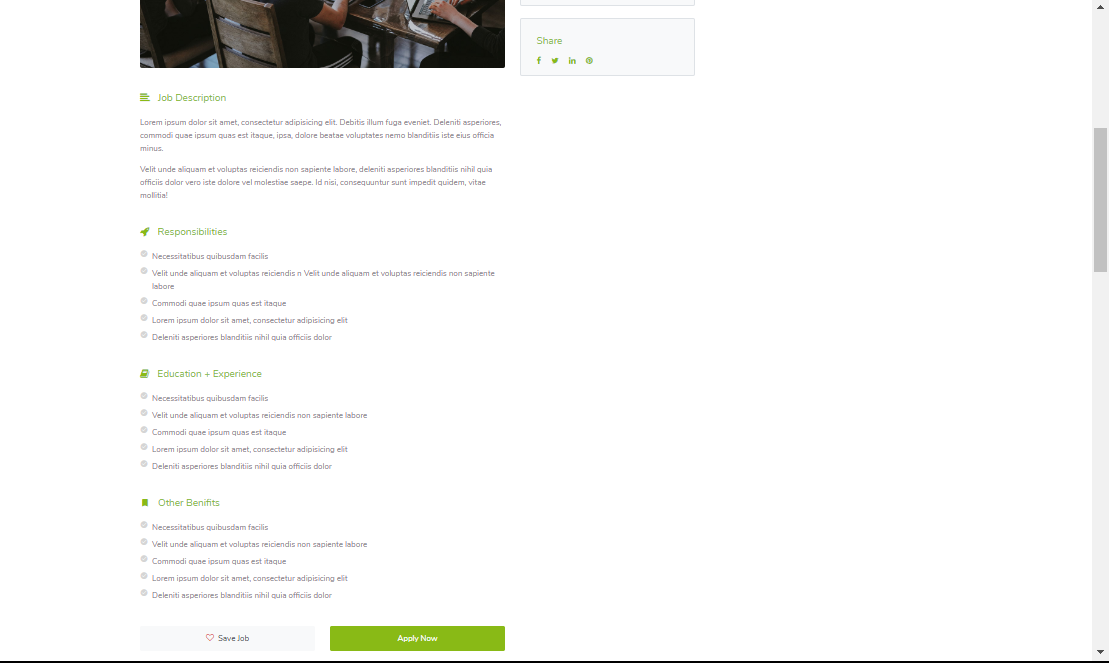 Share
Job Description
Lorem ipsum dolor sit amet, consectetur adipisicing elit. Debitis illum fuga eveniet. Deleniti asperiores,
commodi quae ipsum quas est itaque, ipsa, dolore beatae voluptates nemo blanditiis iste eius officia
minus.
Velit unde aliquam et voluptas reiciendis non sapiente labore, deleniti asperiores blanditiis nihil quia
officiis dolor vero iste dolore vel molestiae saepe. Id nisi, consequuntur sunt impedit quidem, vitae
mollitia!
Responsibilities
Necessitatibus quibusdam facilis
Velit unde aliquam et voluptas reiciendis n Velit unde aliquam et voluptas reiciendis non sapiente
labore
Commodi quae ipsum quas est itaque
Lorem ipsum dolor sit amet, consectetur adipisicing elit
Deleniti asperiores blanditiis nihil quia officiis dolor
Education + Experience
Necessitatibus quibusdam facilis
Velit unde aliquam et voluptas reiciendis non sapiente labore
Commodi quae ipsum quas est itaque
Lorem ipsum dolor sit amet, consectetur adipisicing elit
Deleniti asperiores blanditiis nihil quia officiis dolor
Other Benifits
Necessitatibus quibusdam facilis
Velit unde aliquam et voluptas reiciendis non sapiente labore
Commodi quae ipsum quas est itaque
Lorem ipsum dolor sit amet, consectetur adipisicing elit
Deleniti asperiores blanditiis nihil quia officiis dolor
Save Job
Apply Now